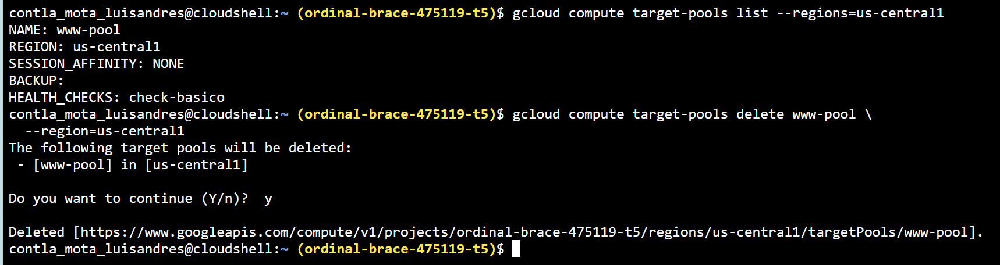 contla_mota_luisandres@cloudshell:~ (ordinal-brace-475119-t5)$ gcloud compute target-pools list --regions=us-central1
NAME: www-pool
REGION: us-central1
SESSION_AFFINITY: NONE
BACKUP:
HEALTH_CHECKS: check-basico
contla_mota_luisandres@cloudshell:~ (ordinal-brace-475119-t5)$ gcloud compute target-pools delete www-pool \
  --region=us-central1
The following target pools will be deleted:
 - [www-pool] in [us-central1]

Do you want to continue (Y/n)?  y

Deleted [https://www.googleapis.com/compute/v1/projects/ordinal-brace-475119-t5/regions/us-central1/targetPools/www-pool].
contla_mota_luisandres@cloudshell:~ (ordinal-brace-475119-t5)$